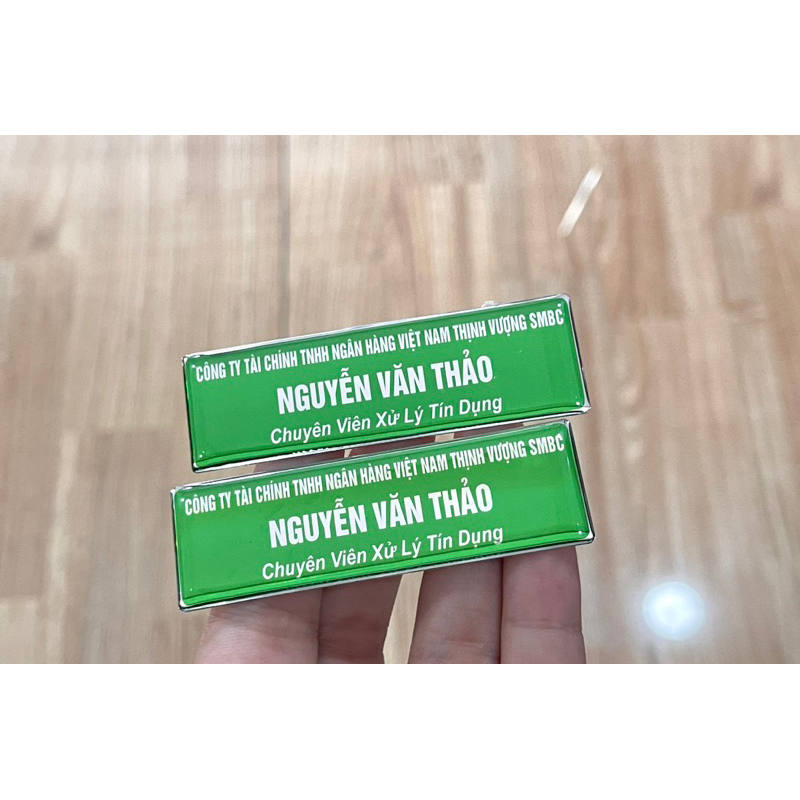 CÔNG TY TÀI CHÍNH TNHH NGÂN HÀNG VIỆT NAM THỊNH VƯỢNG SMBC
NGUYỄN VĂN THẢO
Chuyên Viên Xử Lý Tín Dụng
CÔNG TY TÀI CHÍNH TNHH NGÂN HÀNG VIỆT NAM THỊNH VƯỢNG SMBC
NGUYỄN VĂN THẢO
Chuyên Viên Xử Lý Tín Dụng